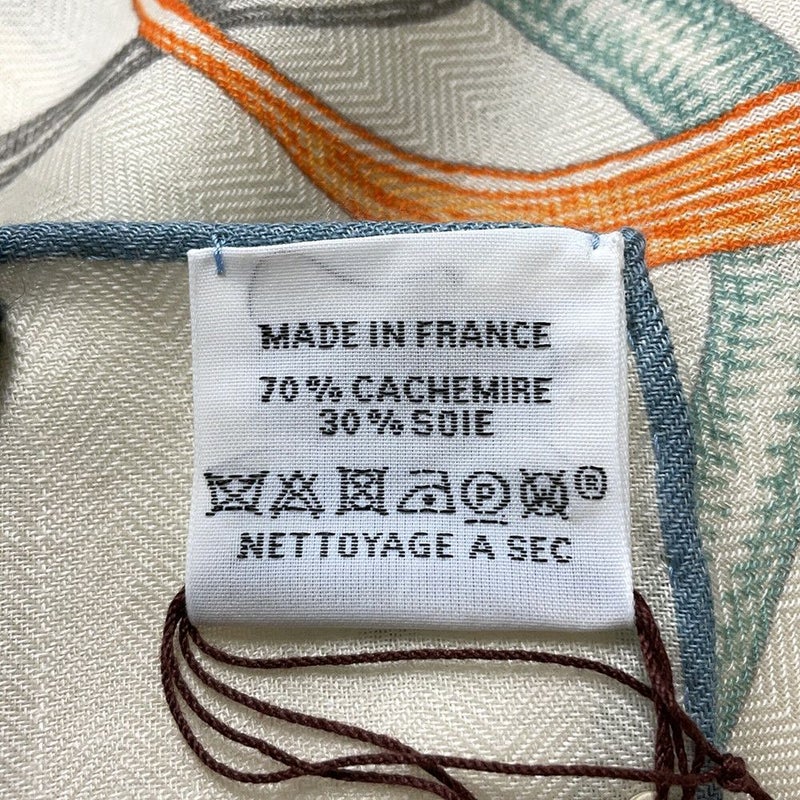 MADE IN FRANCE
70% CACHEMIRE
30% SOIE
P ®
NETTOYAGE A SEC